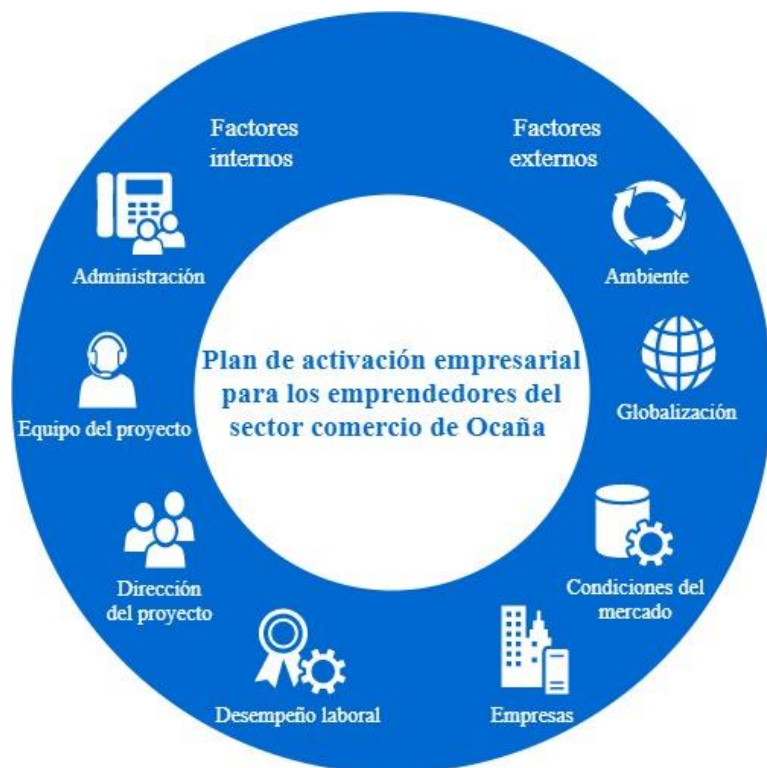 Factores
internos
Administración
Equipo del proyecto
Dirección
del proyecto
Desempeño laboral
Plan de activación empresarial
para los emprendedores del
sector comercio de Ocaña
Factores
externos
Ambiente
Globalización
Condiciones del
mercado
Empresas